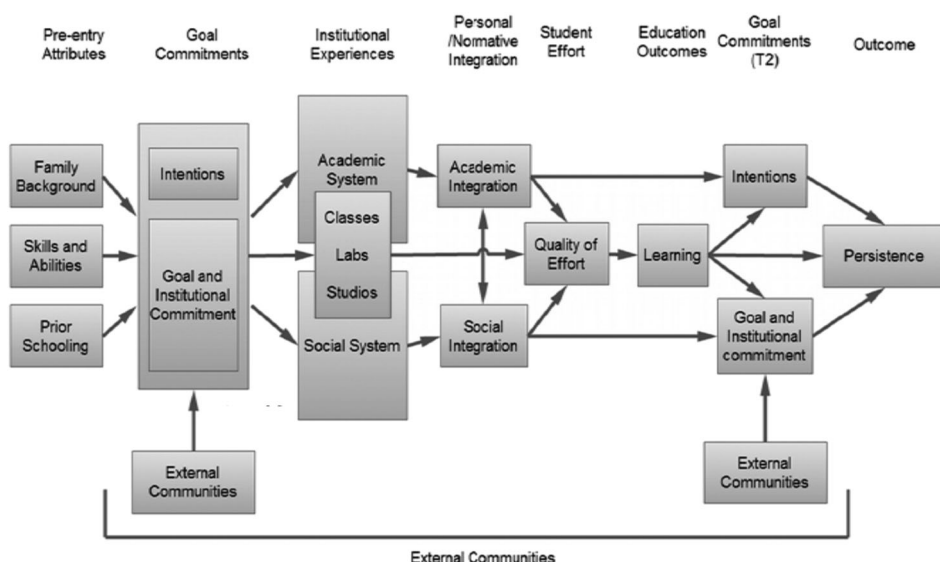 Pre-entry
Attributes
Goal
Commitments
Institutional
Experiences
Personal
/Normative
Integration
Student
Effort
Education
Outcomes
Goal
Commitments
(T2)
Outcome
Family
Background
Skills and
Abilities
Prior
Schooling
Intentions
Goal and
Institutional
Commitment
Academic
System
Classes
Labs
Studios
Social System
Academic
Integration
Social
Integration
Quality of
Effort
Learning
Intentions
Goal and
Institutional
commitment
Persistence
External
Communities
External
Communities
External Communities